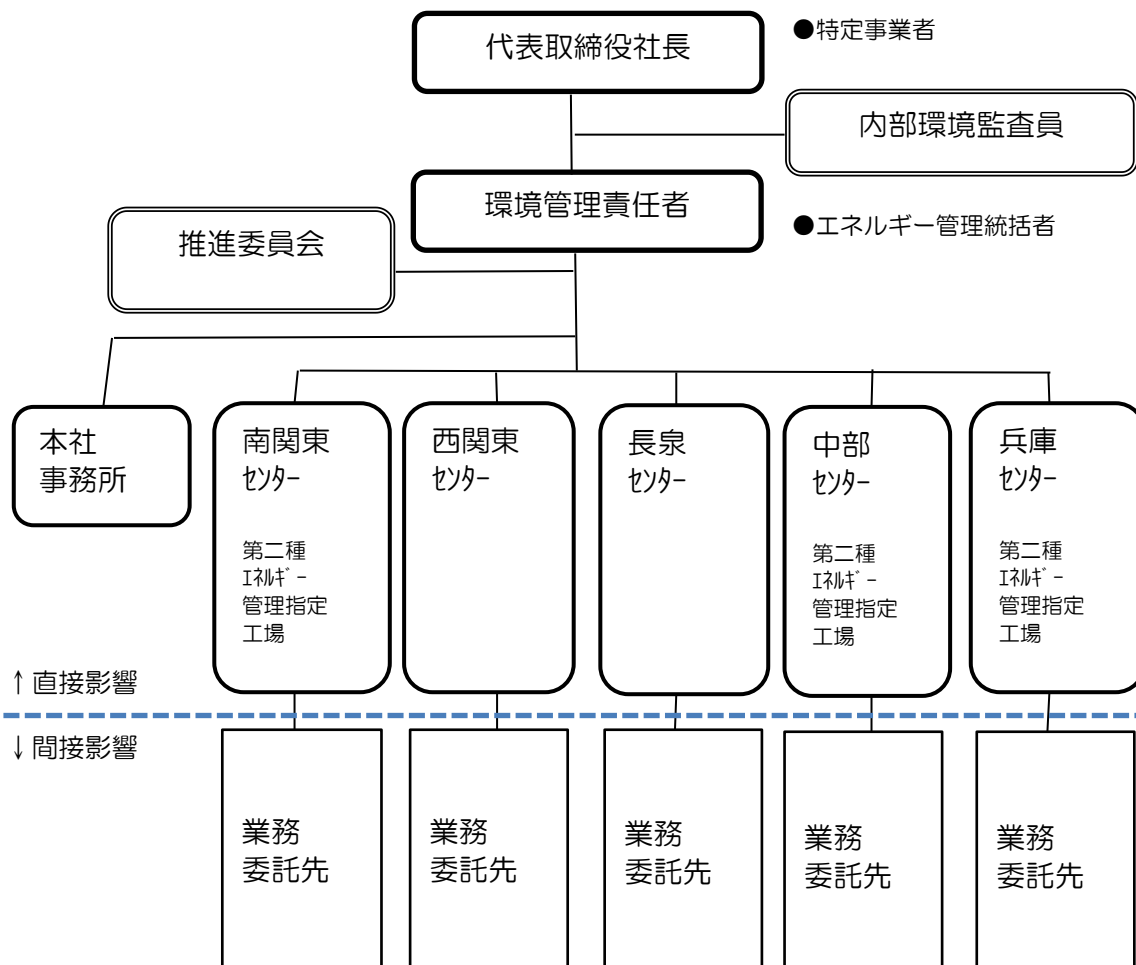 代表取締役社長
●特定事業者
内部環境監査員
環境管理責任者
●エネルギー管理統括者
推進委員会
本社
事務所
南関東
ｾﾝﾀｰ
第二種
ｴﾈﾙｷﾞｰ
管理指定
工場
西関東
ｾﾝﾀｰ
長泉
ｾﾝﾀｰ
中部
ｾﾝﾀｰ
第二種
ｴﾈﾙｷﾞｰ
管理指定
工場
兵庫
ｾﾝﾀｰ
第二種
ｴﾈﾙｷﾞｰ
管理指定
工場
↑直接影響
↓間接影響
業務
委託先
業務
委託先
業務
委託先
業務
委託先
業務
委託先